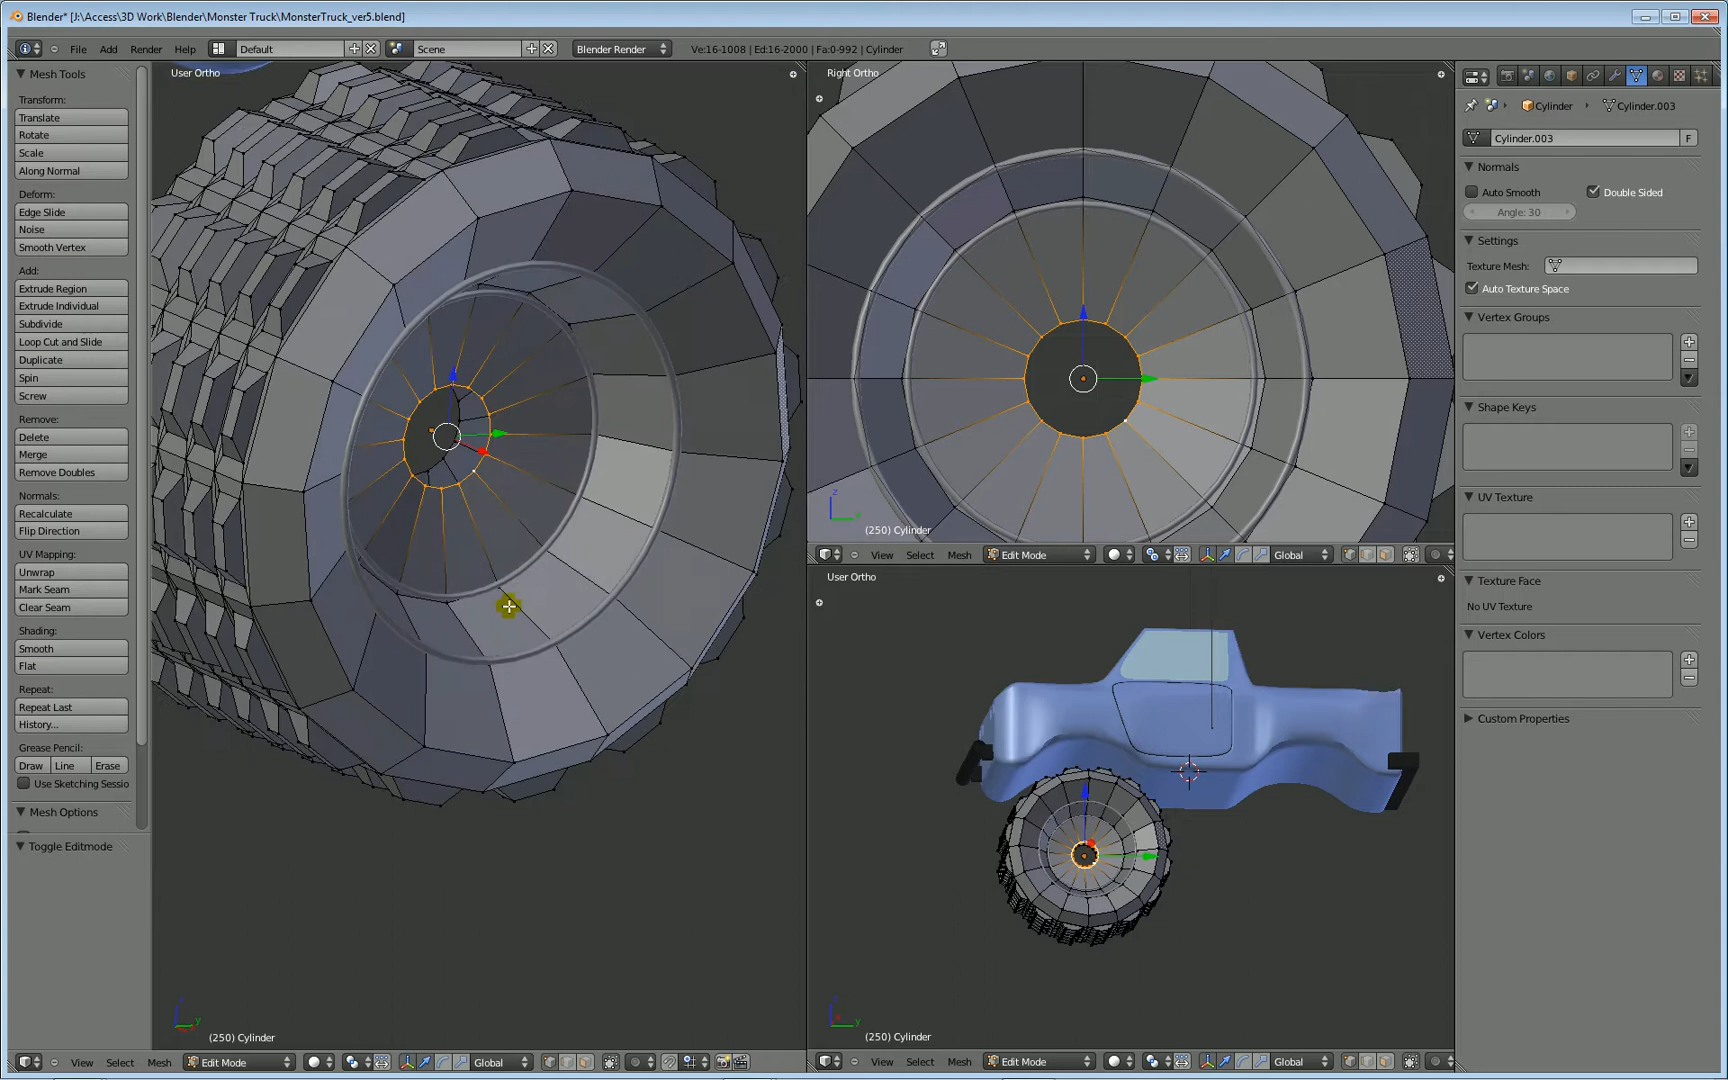 Blender* [J:\Access\3D Work\Blender\Monster Truck\MonsterTruck_ver5.blend]
File Add Render Help Default Scene Blender Render Ve:16-1008 | Ed:16-2000 | Fa:0-992 | Cylinder
Mesh Tools
Transform:
Translate
Rotate
Scale
Along Normal
Deform:
Edge Slide
Noise
Smooth Vertex
Add:
Extrude Region
Extrude Individual
Subdivide
Loop Cut and Slide
Duplicate
Spin
Screw
Remove:
Delete
Merge
Remove Doubles
Normals:
Recalculate
Flip Direction
UV Mapping:
Unwrap
Mark Seam
Clear Seam
Shading:
Smooth
Flat
Repeat:
Repeat Last
History...
Grease Pencil:
Draw Line Erase
Use Sketching Sessio
Mesh Options
Toggle Editmode
User Ortho
(250) Cylinder
View Select Mesh Edit Mode Global
Right Ortho
(250) Cylinder
View Select Mesh Edit Mode Global
User Ortho
(250) Cylinder
View Select Mesh Edit Mode Global
Cylinder Cylinder.003
Cylinder.003 F
Normals
Auto Smooth Double Sided
Angle: 30
Settings
Texture Mesh:
Auto Texture Space
Vertex Groups
Shape Keys
UV Texture
Texture Face
No UV Texture
Vertex Colors
Custom Properties